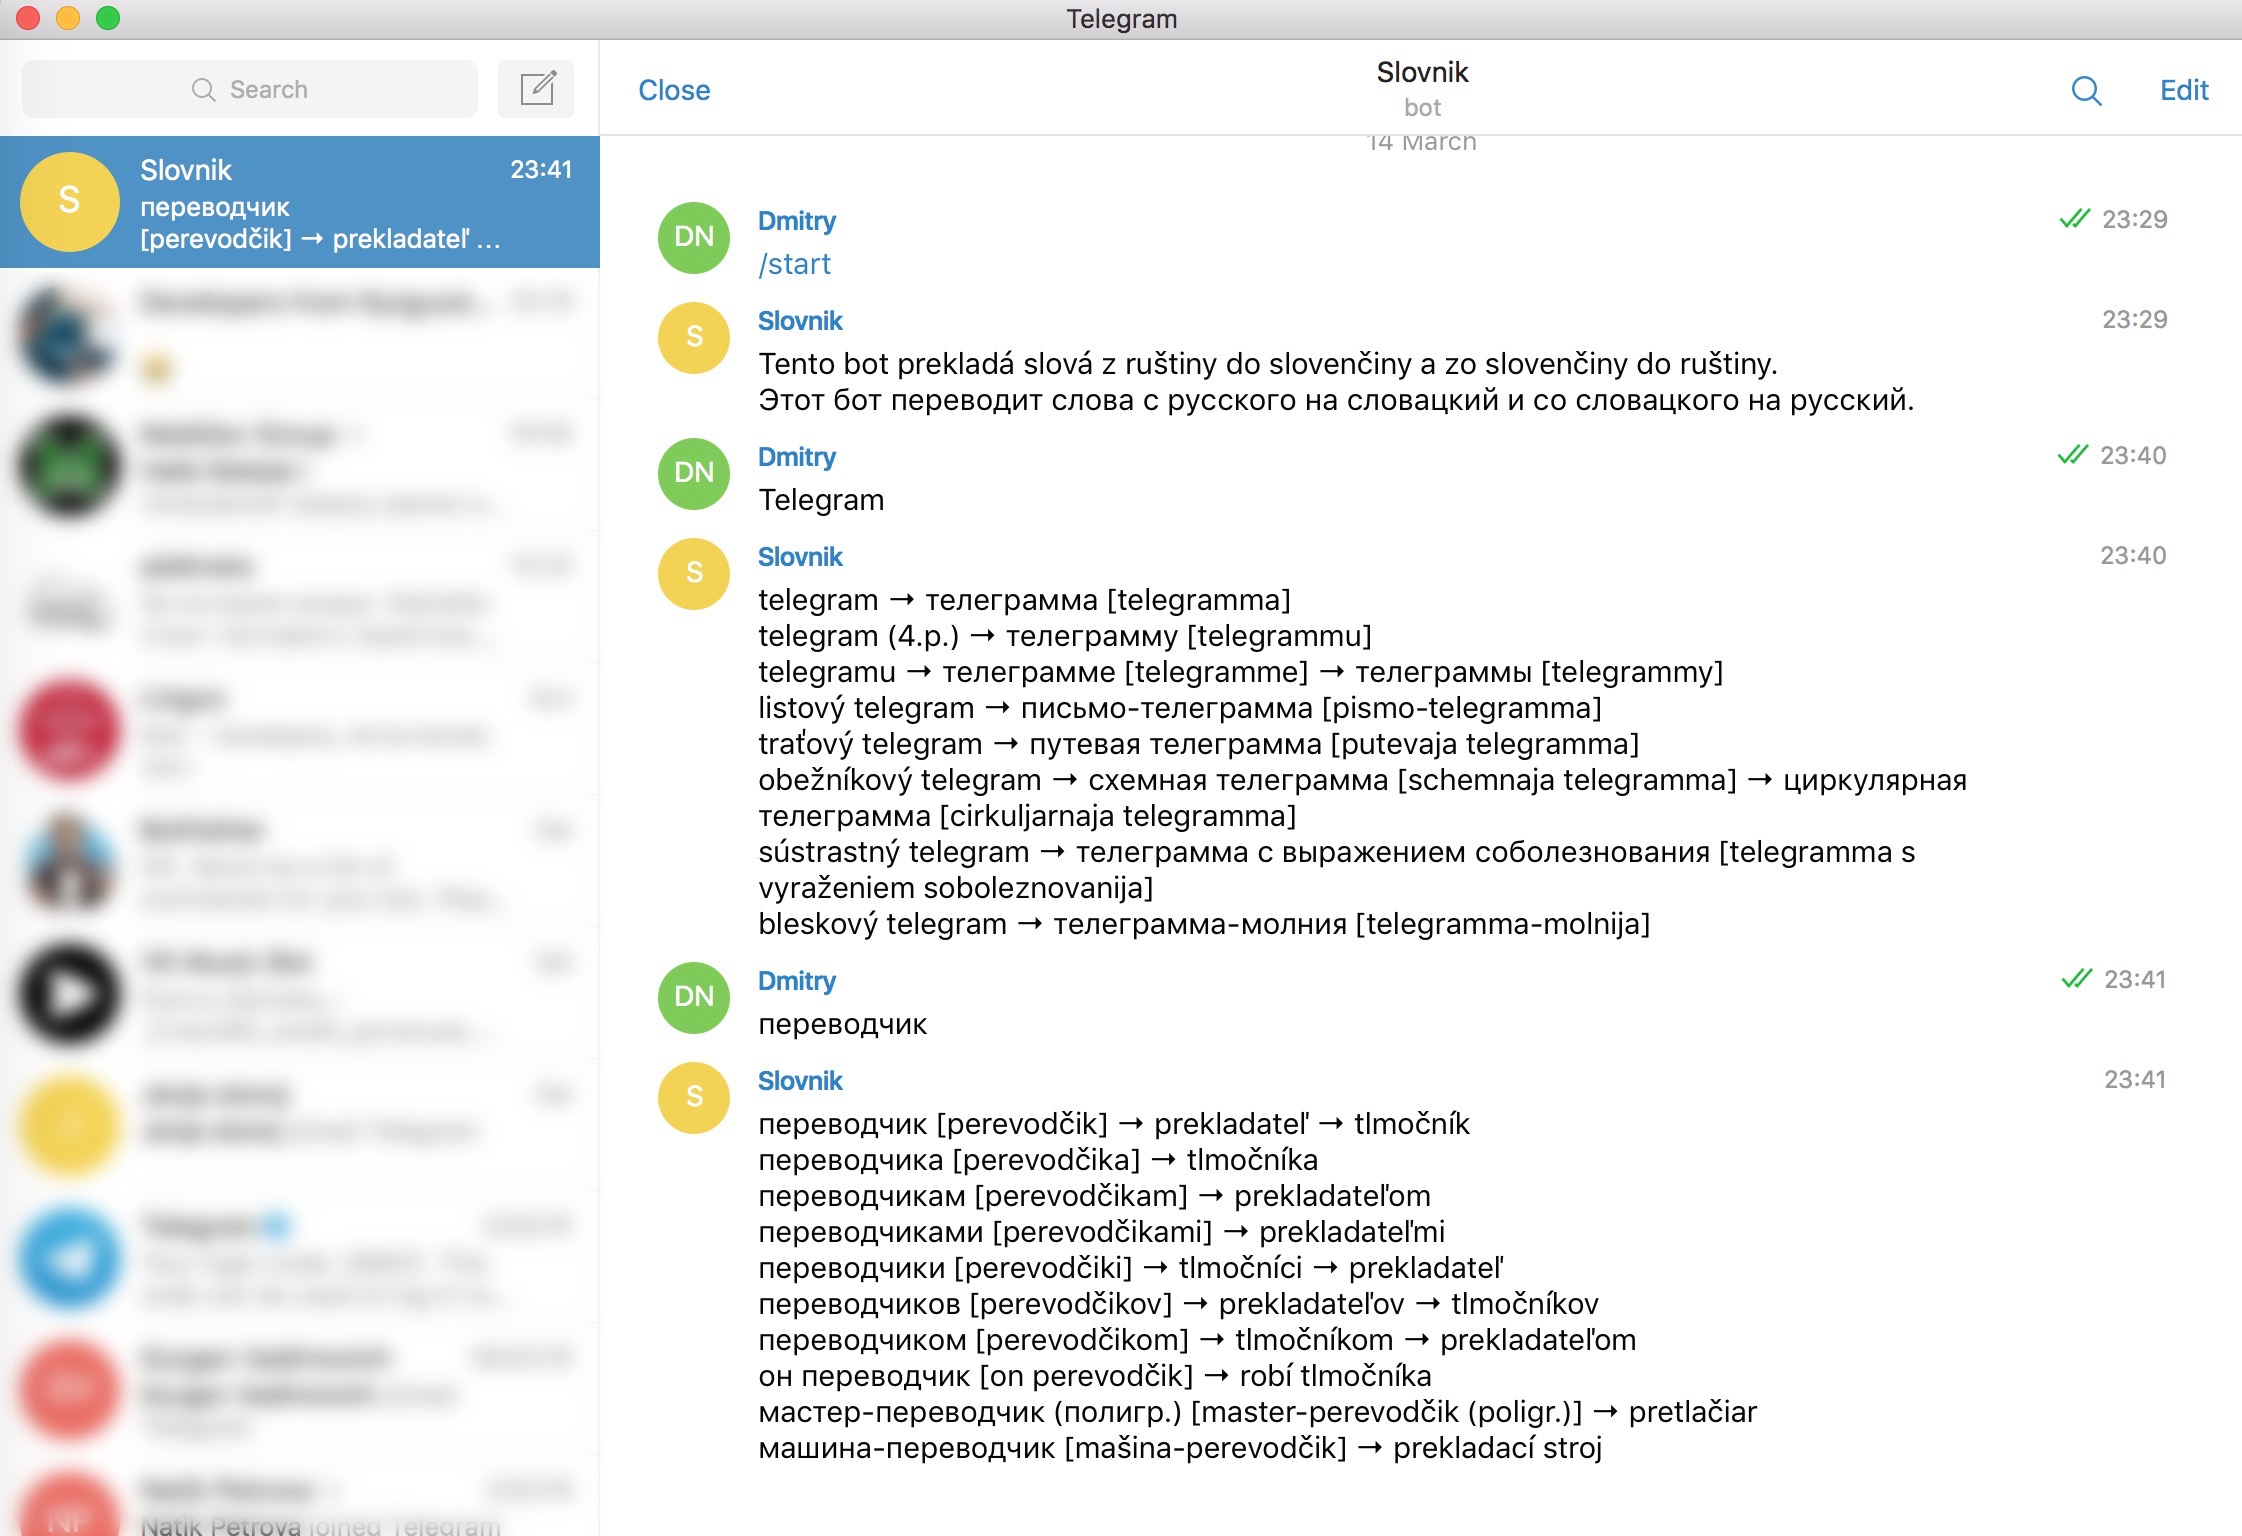 Telegram
Search
Slovnik
23:41
переводчик
[perevodčik] → prekladateľ ...
S
Natik Petrova joined Telegram
Close
Slovnik
bot
Edit
14 March
DN
Dmitry
23:29
/start
S
Slovnik
23:29
Tento bot prekladá slová z ruštiny do slovenčiny a zo slovenčiny do ruštiny.
Этот бот переводит слова с русского на словацкий и со словацкого на русский.
DN
Dmitry
23:40
Telegram
S
Slovnik
23:40
telegram → телеграмма [telegramma]
telegram (4.p.) → телеграмму [telegrammu]
telegramu → телеграмме [telegramme] → телеграммы [telegrammy]
listový telegram → письмо-телеграмма [pismo-telegramma]
traťový telegram → путевая телеграмма [putevaja telegramma]
obežníkový telegram → схемная телеграмма [schemnaja telegramma] → циркулярная
телеграмма [cirkuljarnaja telegramma]
sústrastný telegram → телеграмма с выражением соболезнования [telegramma s
vyraženiem soboleznovanija]
bleskový telegram → телеграмма-молния [telegramma-molnija]
DN
Dmitry
23:41
переводчик
S
Slovnik
23:41
переводчик [perevodčik] → prekladateľ → tlmočník
переводчика [perevodčika] → tlmočníka
переводчикам [perevodčikam] → prekladateľom
переводчиками [perevodčikami] → prekladateľmi
переводчики [perevodčiki] → tlmočníci → prekladateľ
переводчиков [perevodčikov] → prekladateľov → tlmočníkov
переводчиком [perevodčikom] → tlmočníkom → prekladateľom
он переводчик [on perevodčik] → robí tlmočníka
мастер-переводчик (полигр.) [master-perevodčik (poligr.)] → pretlačiar
машина-переводчик [mašina-perevodčik] → prekladací stroj